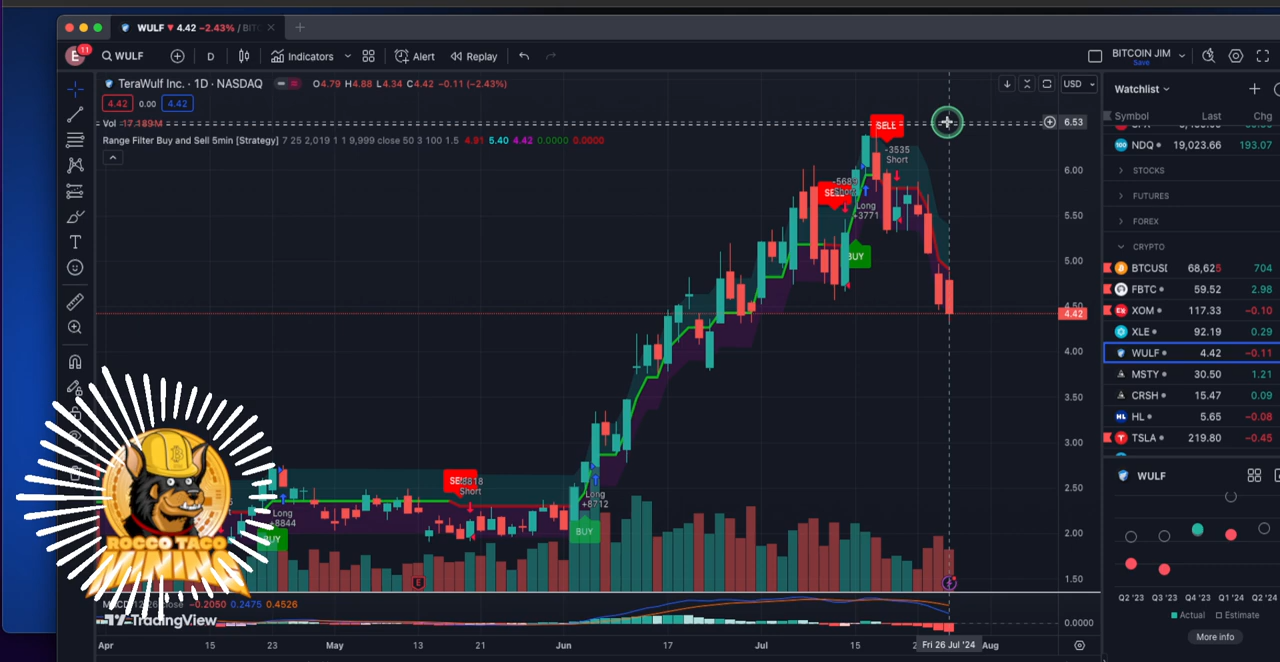 WULF ▼ 4.42 −2.43% / BITC
E
11
WULF
D
Indicators
Alert
Replay
BITCOIN JIM
Save
TeraWulf Inc. · 1D · NASDAQ
O4.79 H4.88 L4.34 C4.42 −0.11 (−2.43%)
USD
4.42 0.00 4.42
Vol 17.189M
Range Filter Buy and Sell 5min [Strategy] 7 25 2,019 1 1 9,999 close 50 3 100 1.5 4.91 5.40 4.42 0.0000 0.0000
6.53
6.00
5.50
5.00
4.50
4.42
4.00
3.50
3.00
2.50
2.00
1.50
0.0000
SELL
-3535
Short
Long
+3771
BUY
Short
Long
+8712
BUY
Long
+8844
BUY
E
−0.2050 0.2475 0.4526
TradingView
Apr 15 23 May 13 21 Jun 17 Jul 15 Fri 26 Jul '24 Aug
ROCCO TACO
Watchlist
Symbol Last Chg
NDQ 19,023.66 193.07
STOCKS
FUTURES
FOREX
CRYPTO
BTCUSD 68,625 704
FBTC 59.52 2.98
XOM 117.33 −0.10
XLE 92.19 0.29
WULF 4.42 −0.11
MSTY 30.50 1.21
CRSH 15.47 0.09
HL 5.65 −0.08
TSLA 219.80 −0.45
WULF
Q2 '23 Q3 '23 Q4 '23 Q1 '24 Q2 '24
Actual Estimate
More info